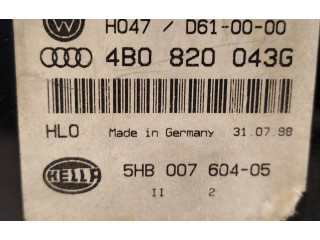 H047 / D61-00-00
4B0 820 043G
HLO Made in Germany 31.07.98
HELLA 5HB 007 604-05
II 2